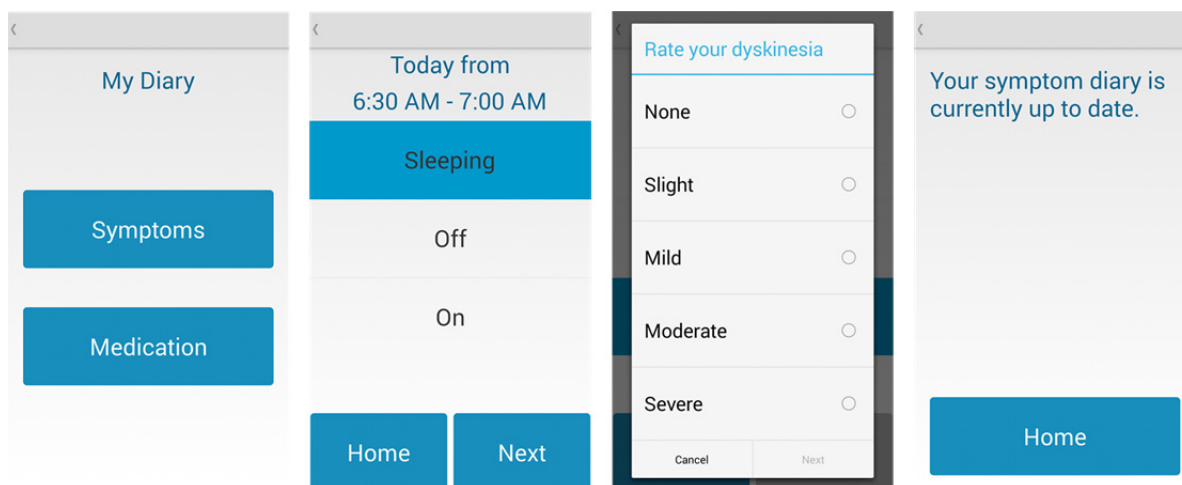 My Diary
Symptoms
Medication
Today from
6:30 AM - 7:00 AM
Sleeping
Off
On
Home
Next
Rate your dyskinesia
None
Slight
Mild
Moderate
Severe
Cancel
Next
Your symptom diary is
currently up to date.
Home